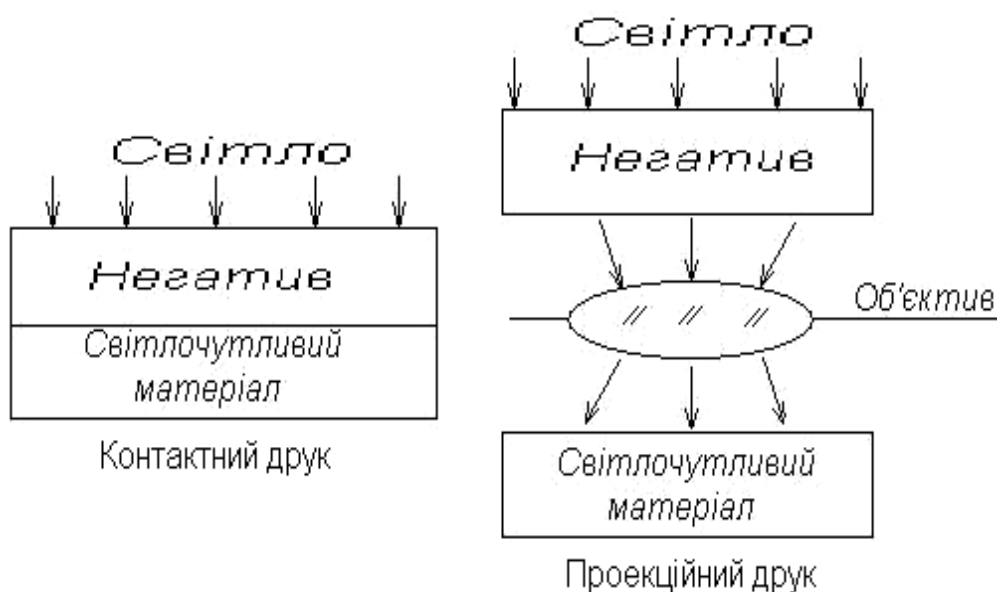 Світло
Негатив
Світлочутливий
матеріал
Контактний друк
Світло
Негатив
Об'єктив
Світлочутливий
матеріал
Проекційний друк